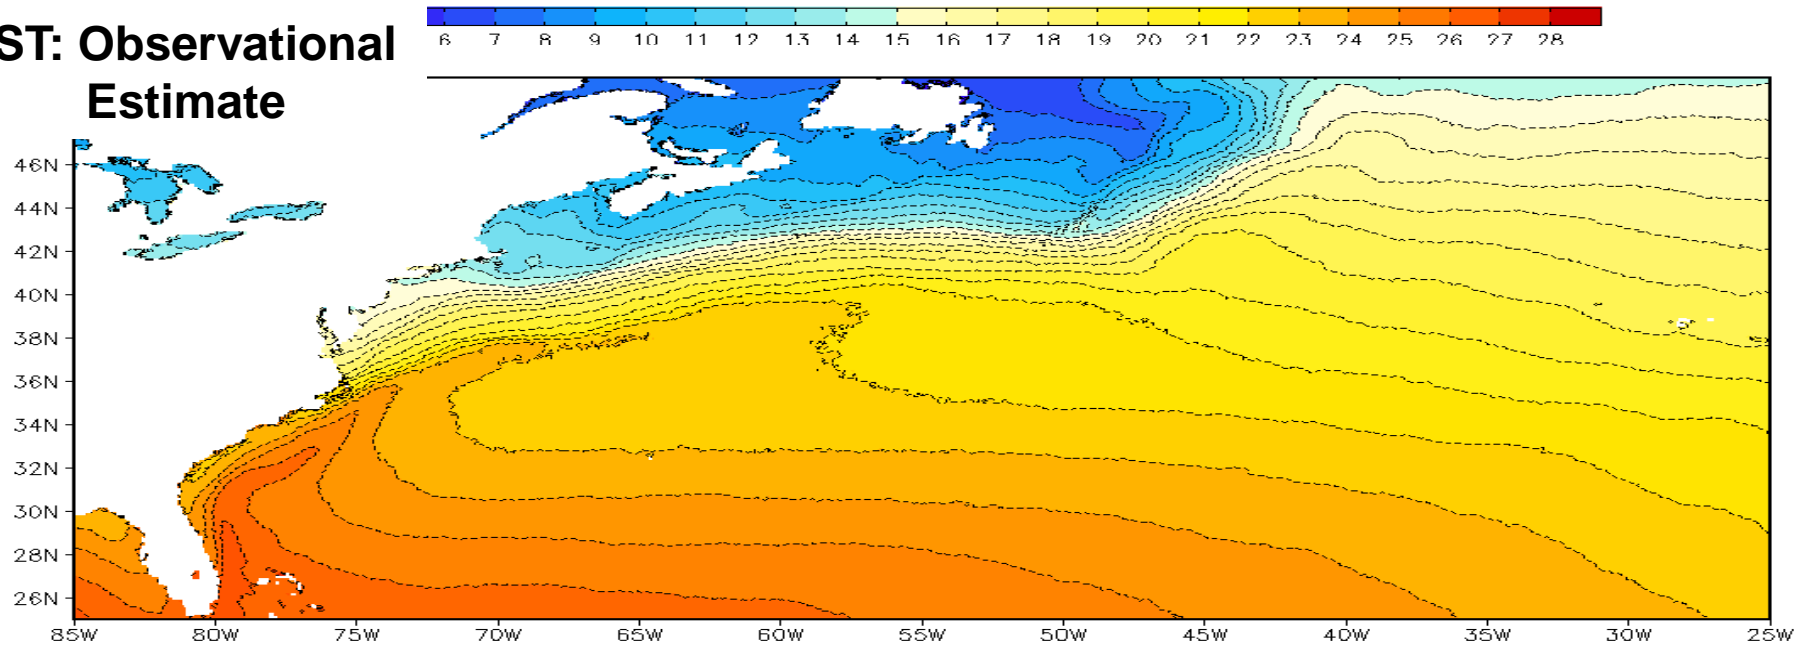 ST: Observational
Estimate
6 7 8 9 10 11 12 13 14 15 16 17 18 19 20 21 22 23 24 25 26 27 28
46N
44N
42N
40N
38N
36N
34N
32N
30N
28N
26N
85W 80W 75W 70W 65W 60W 55W 50W 45W 40W 35W 30W 25W